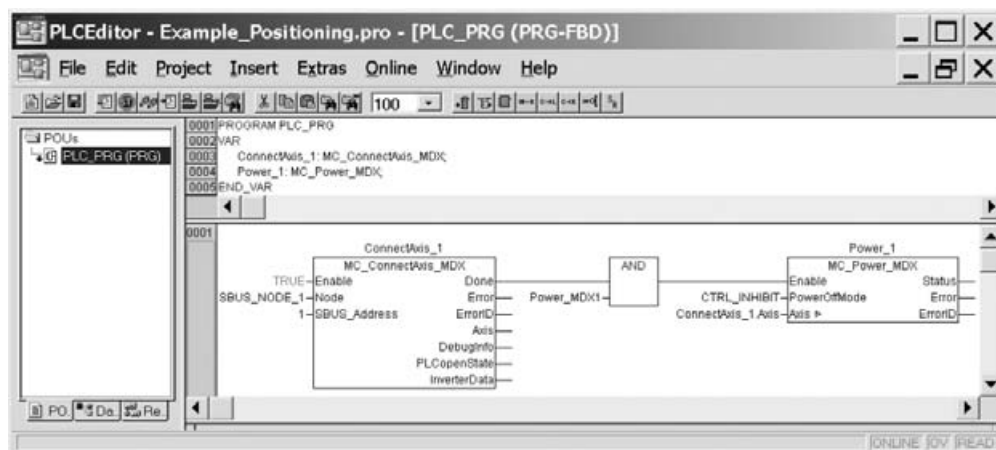 PLCEditor - Example_Positioning.pro - [PLC_PRG (PRG-FBD)]
File Edit Project Insert Extras Online Window Help
100
POUs
PLC_PRG (PRG)
0001 PROGRAM PLC_PRG
0002 VAR
0003 ConnectAxis_1: MC_ConnectAxis_MDX;
0004 Power_1: MC_Power_MDX;
0005 END_VAR
0001
ConnectAxis_1
MC_ConnectAxis_MDX
TRUE Enable Done
SBUS_NODE_1 Node Error
1 SBUS_Address ErrorID
Axis
DebugInfo
PLCopenState
InverterData
AND
Power_MDX1
Power_1
MC_Power_MDX
Enable Status
CTRL_INHIBIT PowerOffMode Error
ConnectAxis_1.Axis Axis ErrorID
PO. Da. Re.
ONLINE OV READ